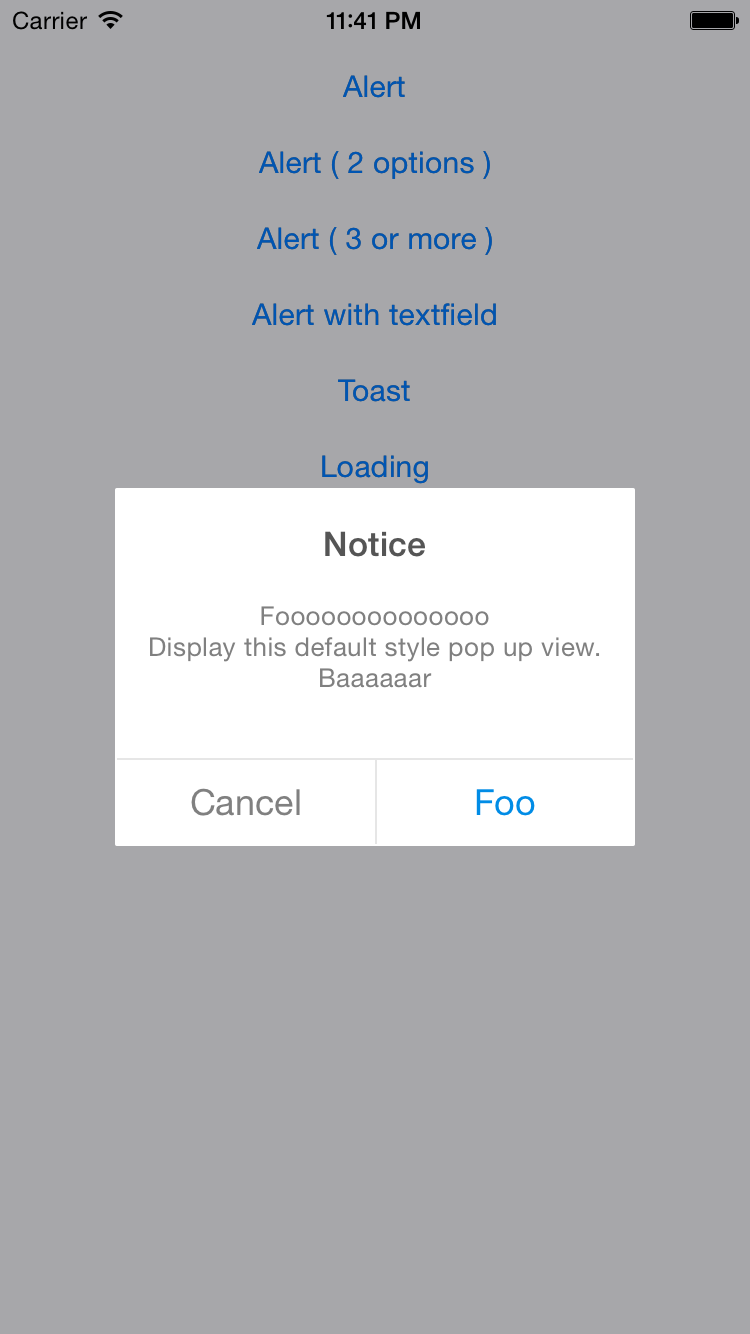 Carrier 11:41 PM
Alert
Alert ( 2 options )
Alert ( 3 or more )
Alert with textfield
Toast
Loading
Notice
Foooooooooooooo
Display this default style pop up view.
Baaaaaar
Cancel Foo